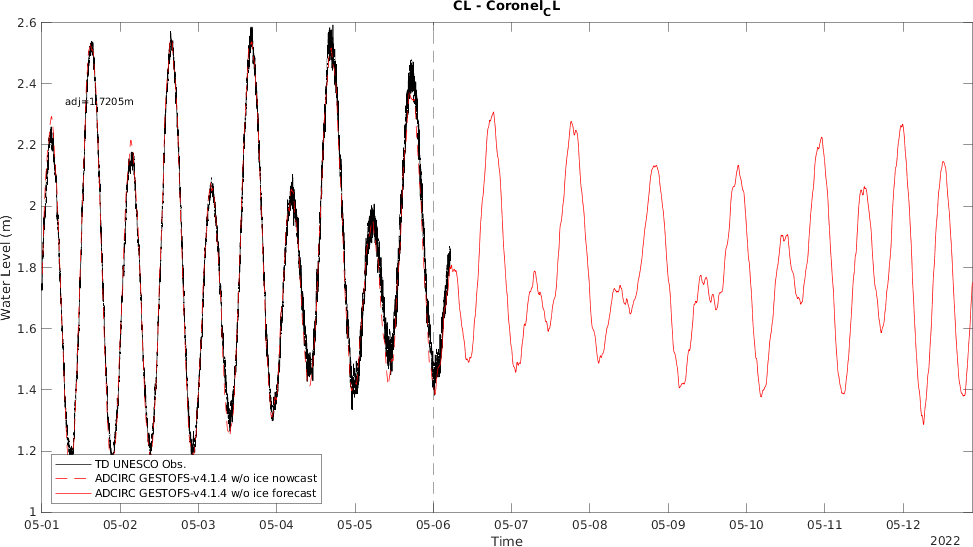 CL - Coronel_CL
2.6
2.4
adj=1.7205m
2.2
2
Water Level (m)
1.8
1.6
1.4
1.2
TD UNESCO Obs.
ADCIRC GESTOFS-v4.1.4 w/o ice nowcast
ADCIRC GESTOFS-v4.1.4 w/o ice forecast
1
05-01 05-02 05-03 05-04 05-05 05-06 05-07 05-08 05-09 05-10 05-11 05-12
Time
2022